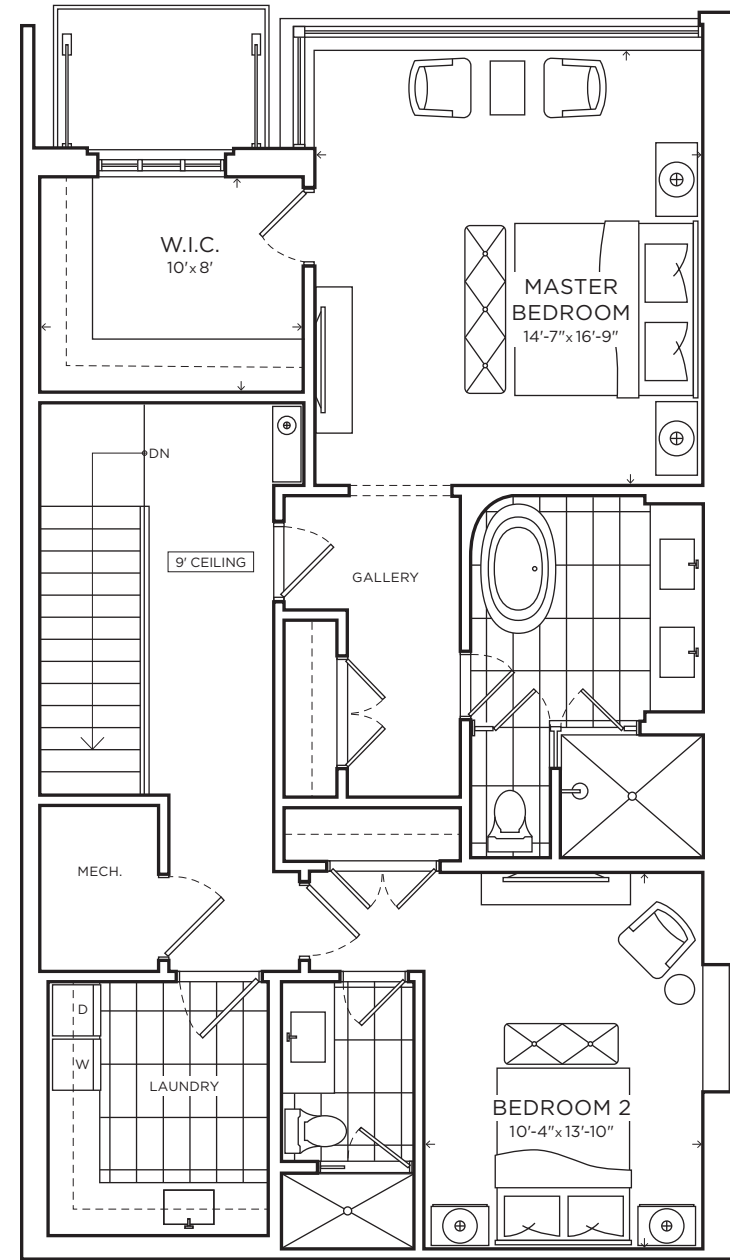 W.I.C.
10'x 8'
MASTER
BEDROOM
14'-7"x 16'-9"
DN
9' CEILING
GALLERY
MECH.
D
W
LAUNDRY
BEDROOM 2
10'-4"x 13'-10"